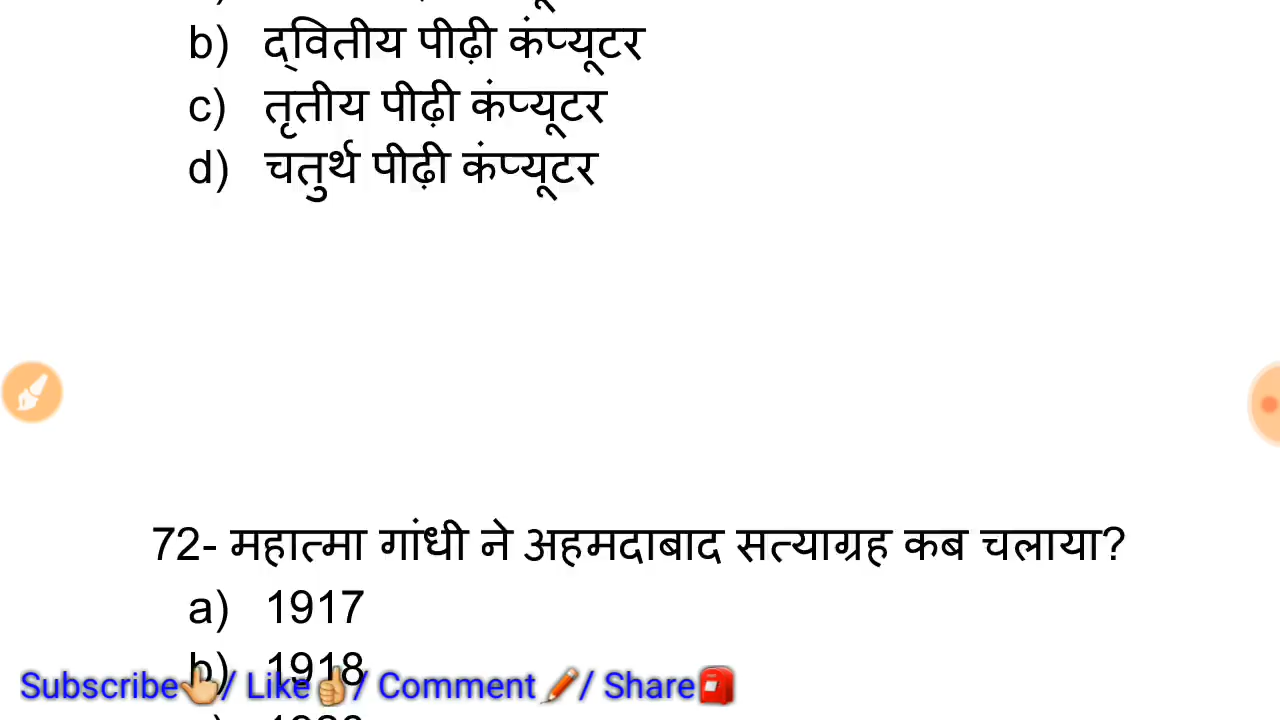 b) द्वितीय पीढ़ी कंप्यूटर
c) तृतीय पीढ़ी कंप्यूटर
d) चतुर्थ पीढ़ी कंप्यूटर
72- महात्मा गांधी ने अहमदाबाद सत्याग्रह कब चलाया?
a) 1917
b) 1918
Subscribe👆/ Like👍/ Comment🖍/ Share